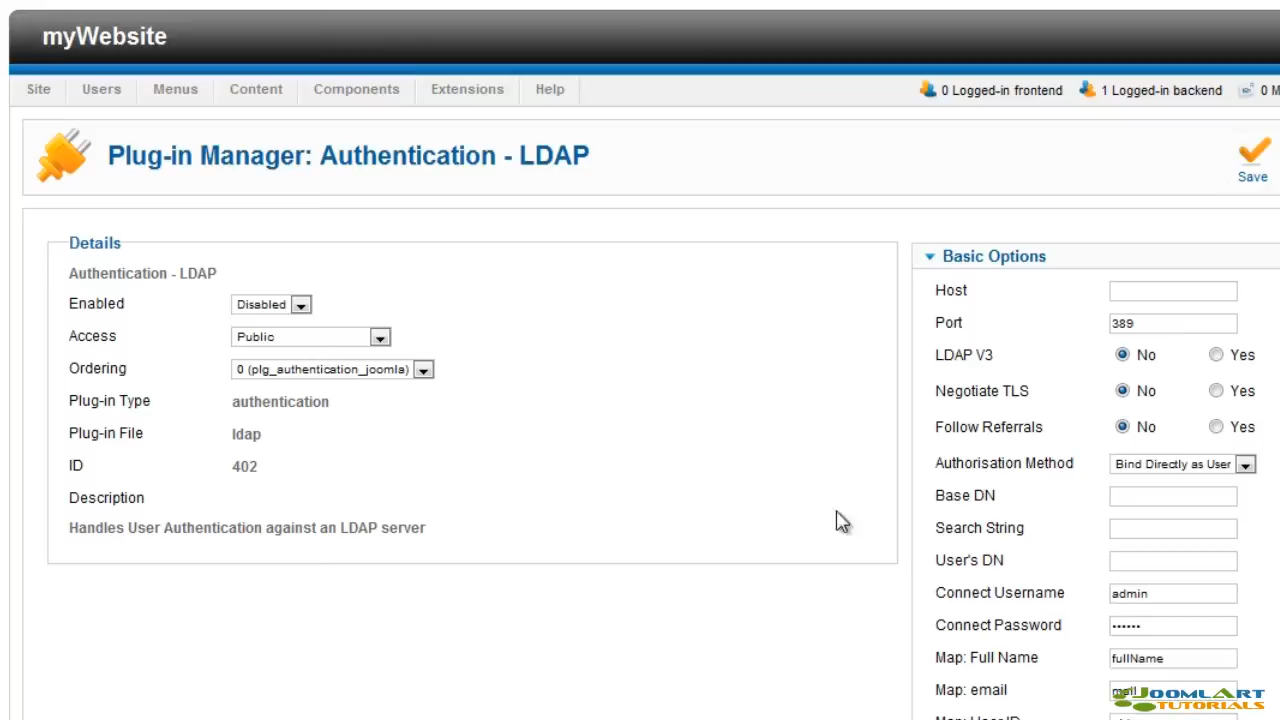 myWebsite
Site Users Menus Content Components Extensions Help 0 Logged-in frontend 1 Logged-in backend 0 M
Plug-in Manager: Authentication - LDAP
Save
Details
Authentication - LDAP
Enabled Disabled
Access Public
Ordering 0 (plg_authentication_joomla)
Plug-in Type authentication
Plug-in File ldap
ID 402
Description
Handles User Authentication against an LDAP server
Basic Options
Host
Port 389
LDAP V3 No Yes
Negotiate TLS No Yes
Follow Referrals No Yes
Authorisation Method Bind Directly as User
Base DN
Search String
User's DN
Connect Username admin
Connect Password ••••••
Map: Full Name fullName
Map: email mail
Map: User ID
JOOMLART
TUTORIALS